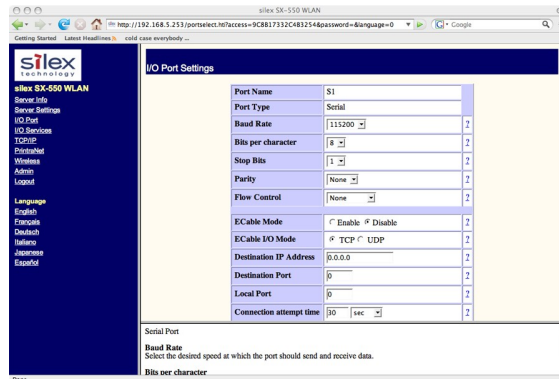 silex SX-550 WLAN
http://192.168.5.253/portselect.htl?access=9C8817332C483254&password=&language=0
Google
Getting Started Latest Headlines cold case everybody ...
silex
technology
silex SX-550 WLAN
Server Info
Server Settings
I/O Port
I/O Services
TCP/IP
PrintraNet
Wireless
Admin
Logout
Language
English
Français
Deutsch
Italiano
Japanese
Español
I/O Port Settings
Port Name S1
Port Type Serial
Baud Rate 115200 ?
Bits per character 8 ?
Stop Bits 1 ?
Parity None ?
Flow Control None ?
ECable Mode Enable Disable ?
ECable I/O Mode TCP UDP ?
Destination IP Address 0.0.0.0 ?
Destination Port 0 ?
Local Port 0 ?
Connection attempt time 30 sec ?
Serial Port
Baud Rate
Select the desired speed at which the port should send and receive data.
Bits per character